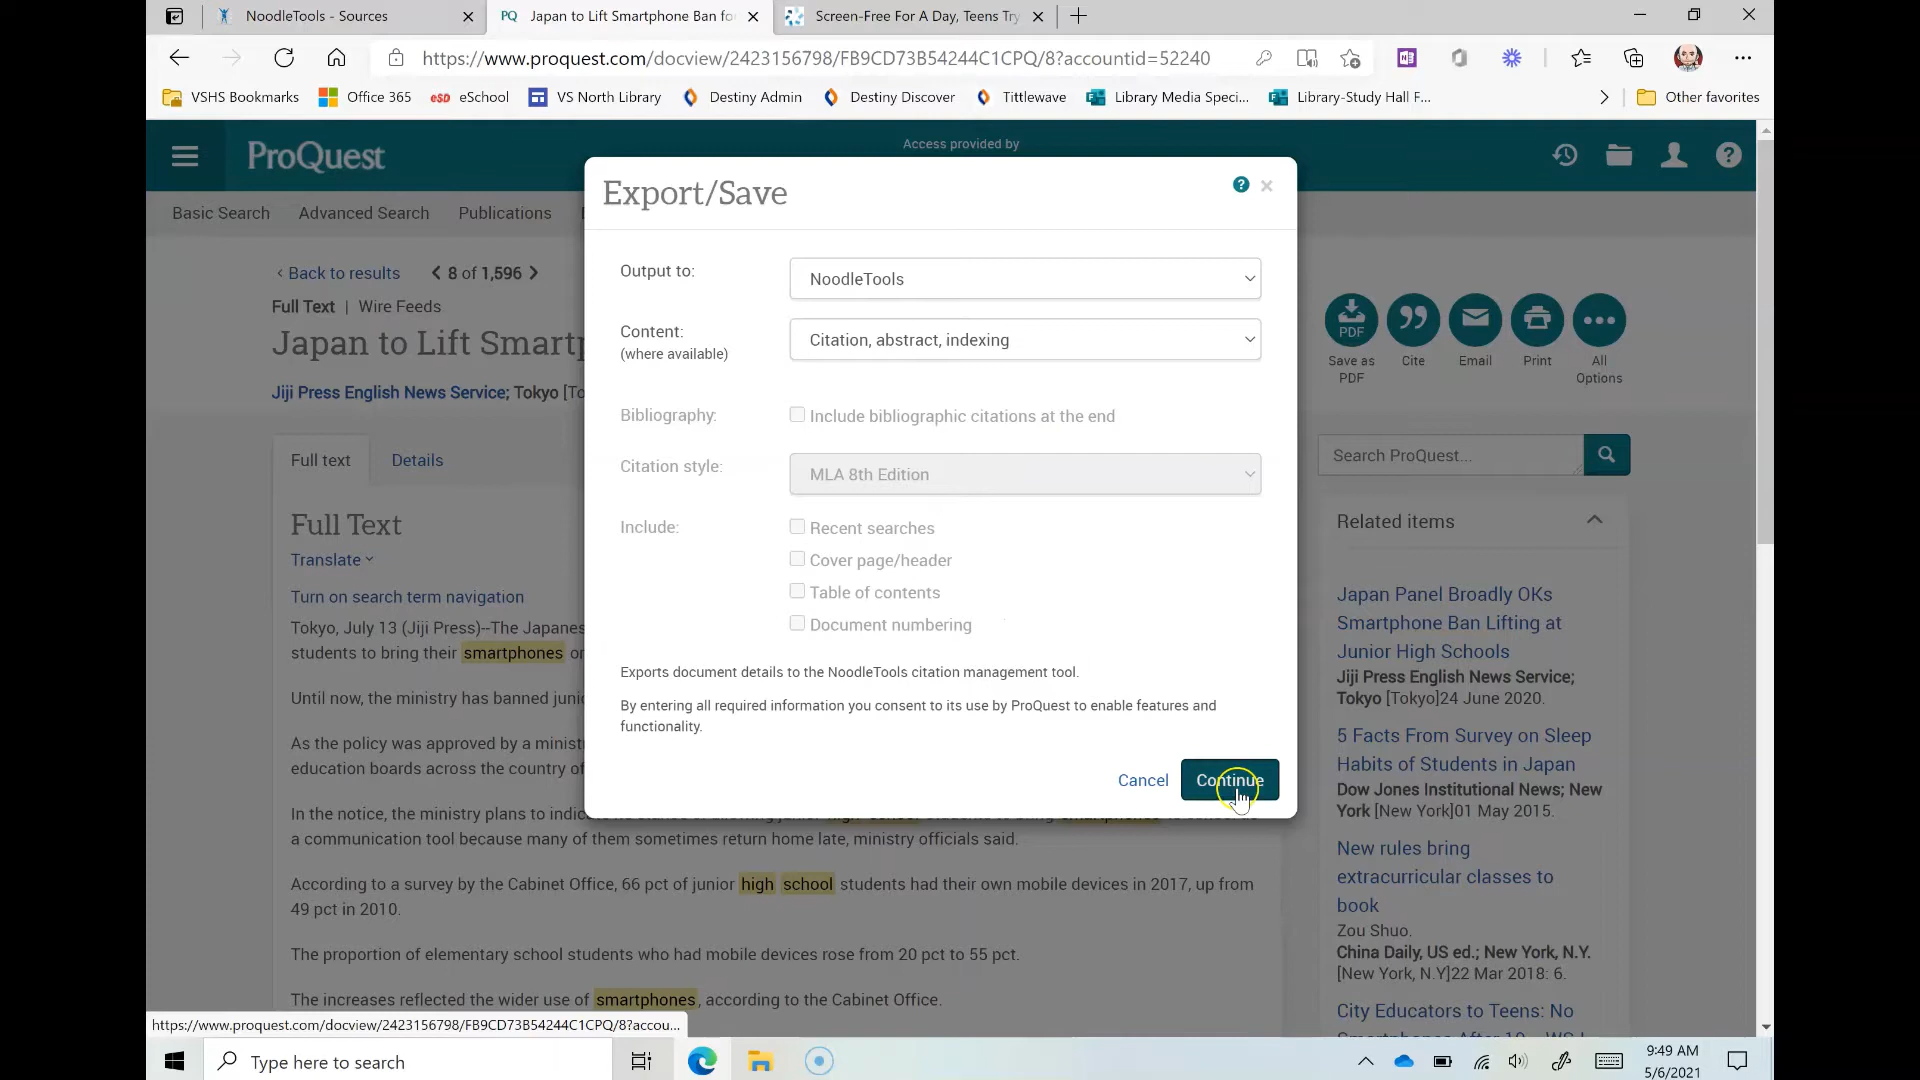 NoodleTools - Sources
PQ
Japan to Lift Smartphone Ban fo
Screen-Free For A Day, Teens Try
https://www.proquest.com/docview/2423156798/FB9CD73B54244C1CPQ/8?accountid=52240
VSHS Bookmarks
Office 365
eSD eSchool
VS North Library
Destiny Admin
Destiny Discover
Tittlewave
Library Media Speci...
Library-Study Hall F...
Other favorites
ProQuest
Access provided by
Basic Search
Advanced Search
Publications
Export/Save
Output to:
NoodleTools
Content:
(where available)
Citation, abstract, indexing
Bibliography:
Include bibliographic citations at the end
Citation style:
MLA 8th Edition
Include:
Recent searches
Cover page/header
Table of contents
Document numbering
Exports document details to the NoodleTools citation management tool.
By entering all required information you consent to its use by ProQuest to enable features and
functionality.
Cancel
Continue
‹ Back to results
8 of 1,596
Full Text | Wire Feeds
Japan to Lift Smartp
Jiji Press English News Service; Tokyo [To
PDF
Save as
PDF
Cite
Email
Print
All
Options
Full text
Details
Search ProQuest...
Full Text
Translate
Turn on search term navigation
Tokyo, July 13 (Jiji Press)--The Japanes
students to bring their smartphones or
Until now, the ministry has banned juni
As the policy was approved by a minist
education boards across the country of
In the notice, the ministry plans to indic
a communication tool because many of them sometimes return home late, ministry officials said.
According to a survey by the Cabinet Office, 66 pct of junior high school students had their own mobile devices in 2017, up from
49 pct in 2010.
The proportion of elementary school students who had mobile devices rose from 20 pct to 55 pct.
The increases reflected the wider use of smartphones, according to the Cabinet Office.
Related items
Japan Panel Broadly OKs
Smartphone Ban Lifting at
Junior High Schools
Jiji Press English News Service;
Tokyo [Tokyo]24 June 2020.
5 Facts From Survey on Sleep
Habits of Students in Japan
Dow Jones Institutional News; New
York [New York]01 May 2015.
New rules bring
extracurricular classes to
book
Zou Shuo.
China Daily, US ed.; New York, N.Y.
[New York, N.Y]22 Mar 2018: 6.
City Educators to Teens: No
https://www.proquest.com/docview/2423156798/FB9CD73B54244C1CPQ/8?accou...
Type here to search
9:49 AM
5/6/2021